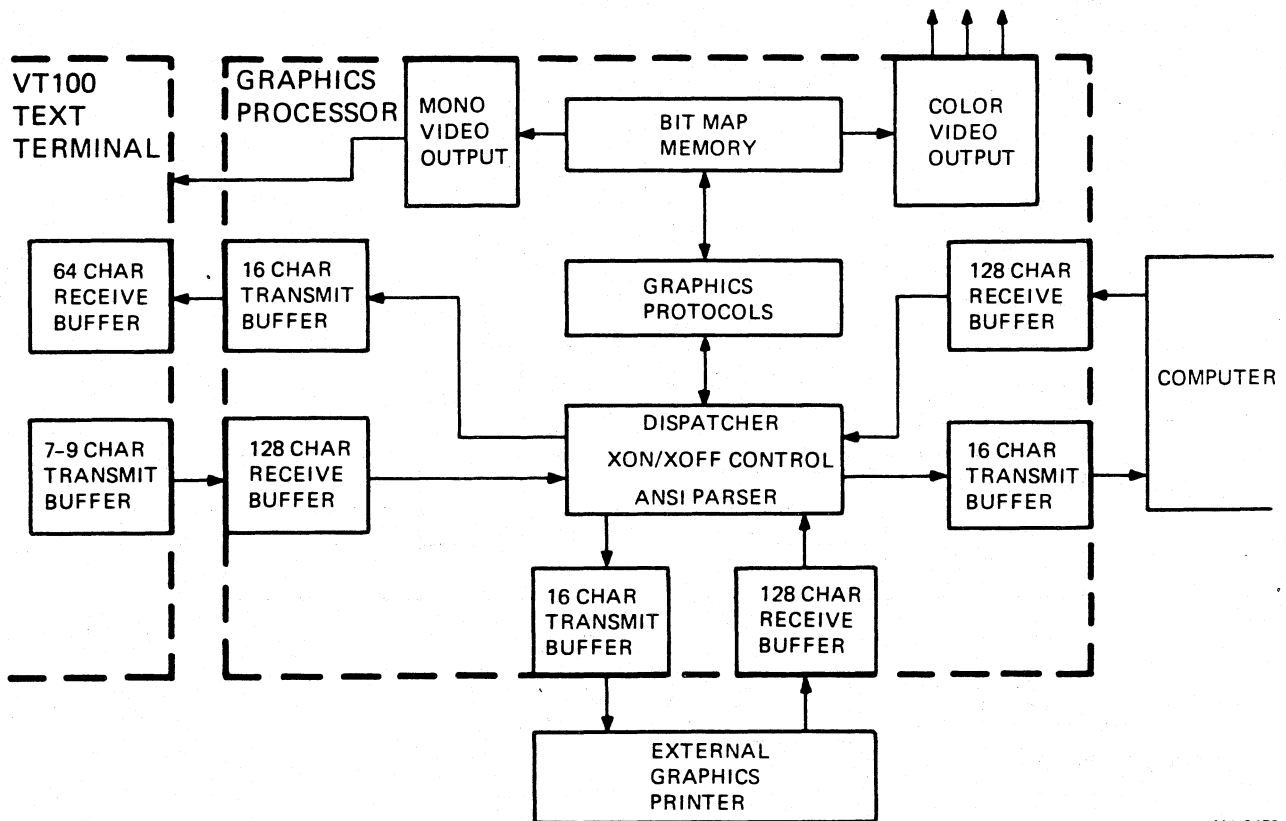 VT100
TEXT
TERMINAL
GRAPHICS
PROCESSOR
MONO
VIDEO
OUTPUT
BIT MAP
MEMORY
COLOR
VIDEO
OUTPUT
64 CHAR
RECEIVE
BUFFER
16 CHAR
TRANSMIT
BUFFER
GRAPHICS
PROTOCOLS
128 CHAR
RECEIVE
BUFFER
COMPUTER
7-9 CHAR
TRANSMIT
BUFFER
128 CHAR
RECEIVE
BUFFER
DISPATCHER
XON/XOFF CONTROL
ANSI PARSER
16 CHAR
TRANSMIT
BUFFER
16 CHAR
TRANSMIT
BUFFER
128 CHAR
RECEIVE
BUFFER
EXTERNAL
GRAPHICS
PRINTER